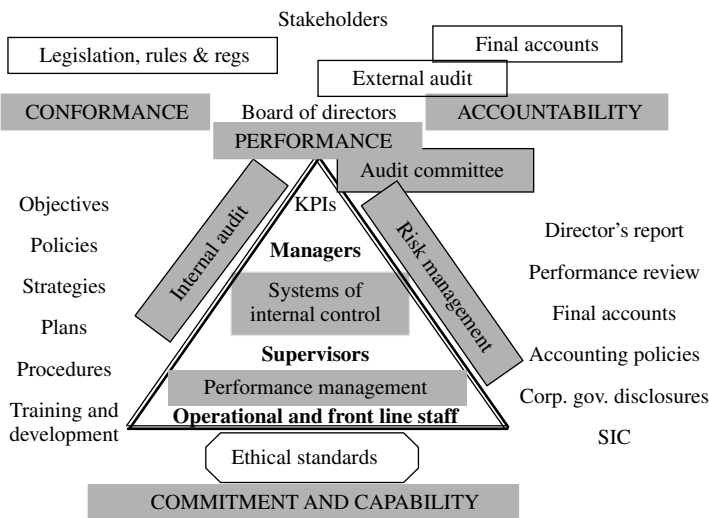 Stakeholders
Final accounts
Legislation, rules & regs
External audit
CONFORMANCE
Board of directors
ACCOUNTABILITY
PERFORMANCE
Audit committee
Objectives
Policies
Strategies
Plans
Procedures
Training and
development
Internal audit
KPIs
Managers
Systems of
internal control
Supervisors
Performance management
Operational and front line staff
Risk management
Director's report
Performance review
Final accounts
Accounting policies
Corp. gov. disclosures
SIC
Ethical standards
COMMITMENT AND CAPABILITY